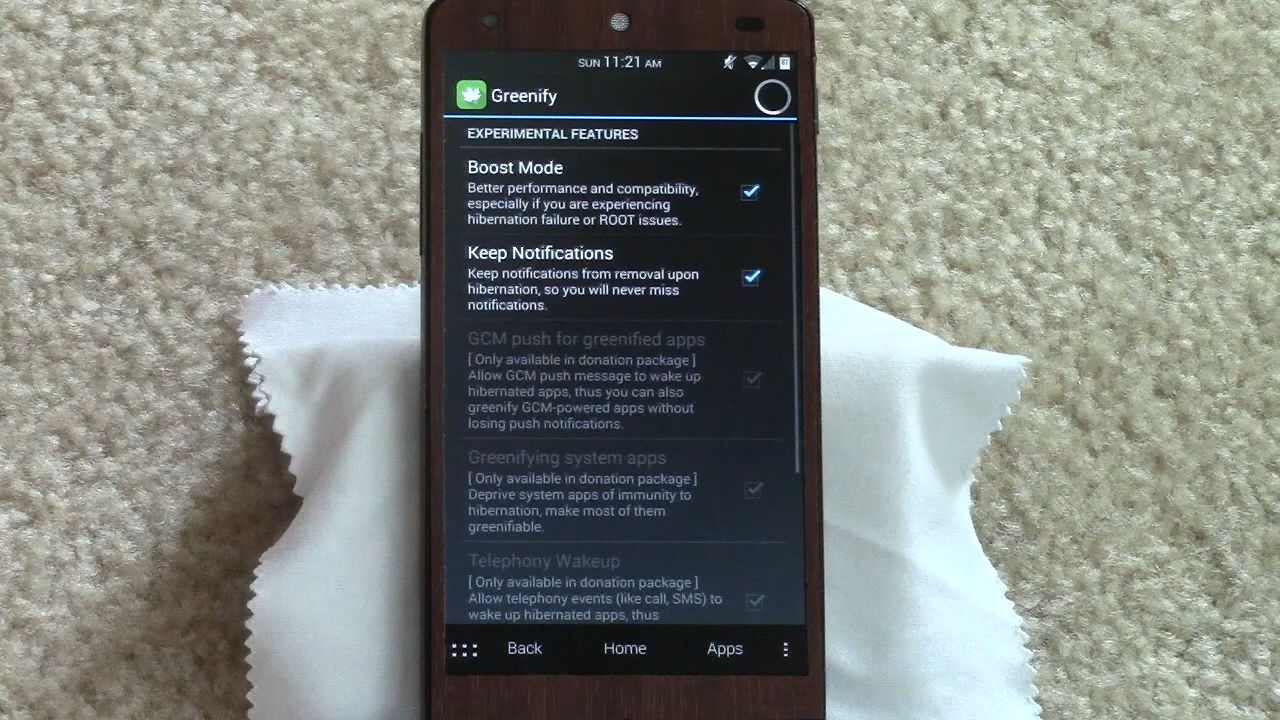 SUN 11:21 AM
Greenify
EXPERIMENTAL FEATURES
Boost Mode
Better performance and compatibility,
especially if you are experiencing
hibernation failure or ROOT issues.
Keep Notifications
Keep notifications from removal upon
hibernation, so you will never miss
notifications.
GCM push for greenified apps
[ Only available in donation package ]
Allow GCM push message to wake up
hibernated apps, thus you can also
greenify GCM-powered apps without
losing push notifications.
Greenifying system apps
[ Only available in donation package ]
Deprive system apps of immunity to
hibernation, make most of them
greenifiable.
Telephony Wakeup
[ Only available in donation package ]
Allow telephony events (like call, SMS) to
wake up hibernated apps, thus
Back Home Apps